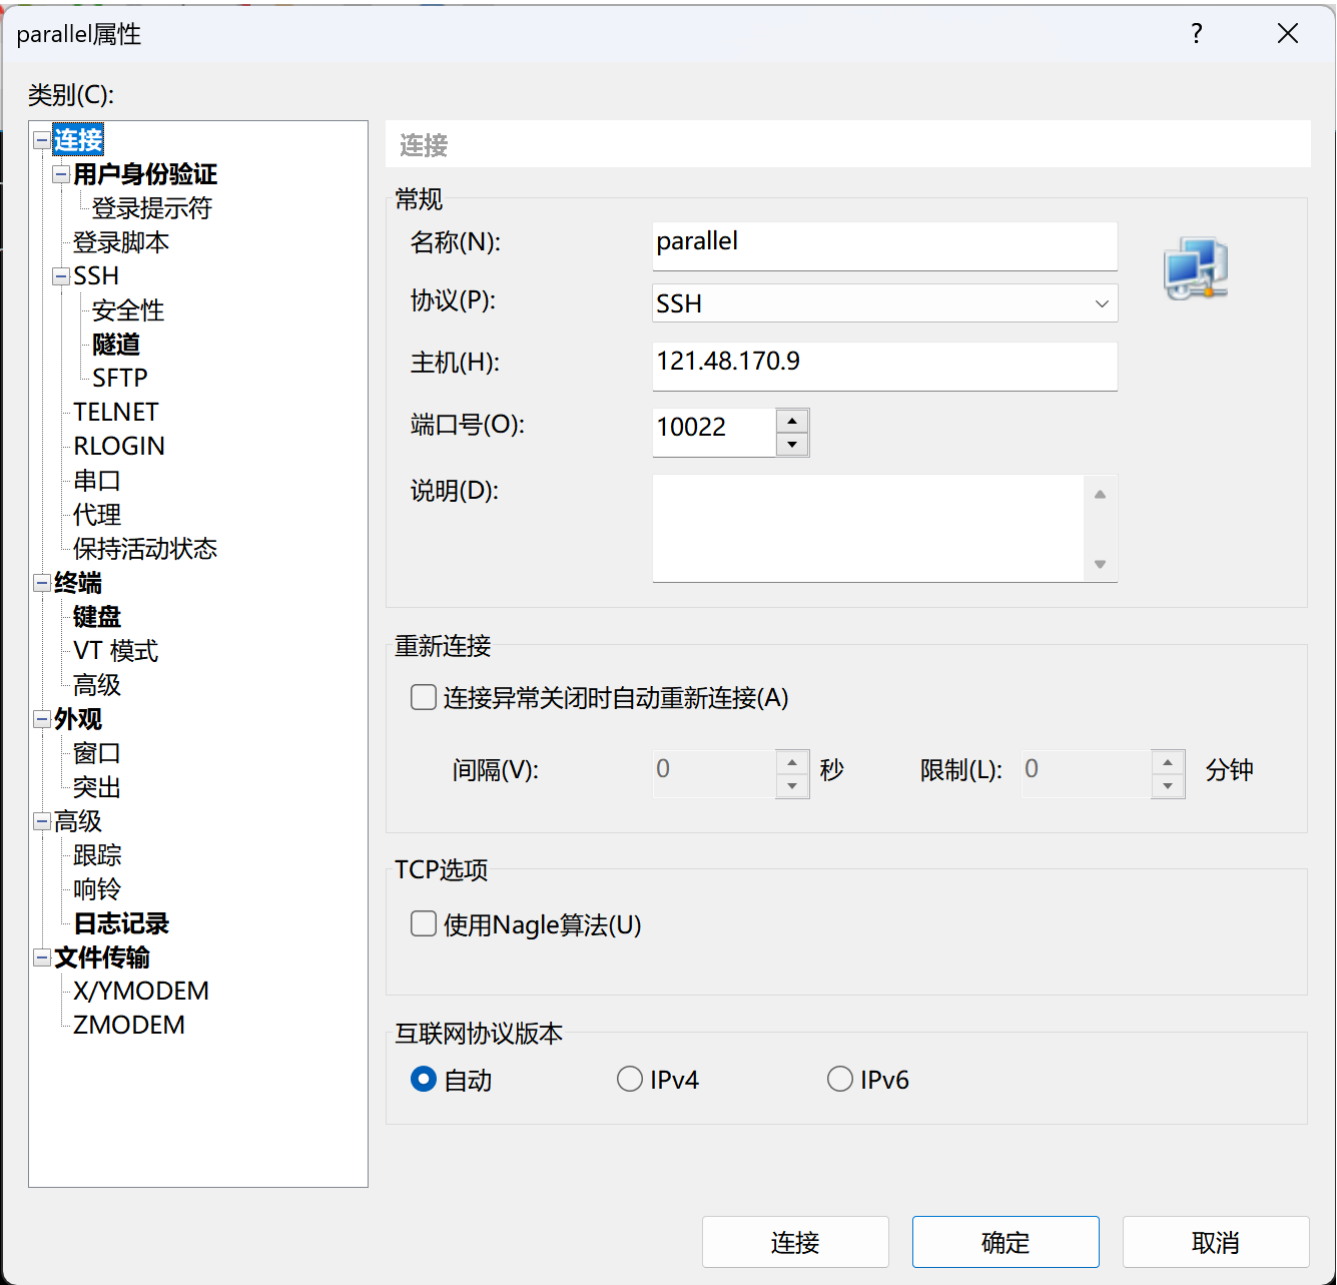 parallel属性
?
类别(C):
连接
用户身份验证
登录提示符
登录脚本
SSH
安全性
隧道
SFTP
TELNET
RLOGIN
串口
代理
保持活动状态
终端
键盘
VT 模式
高级
外观
窗口
突出
高级
跟踪
响铃
日志记录
文件传输
X/YMODEM
ZMODEM
连接
常规
名称(N):
parallel
协议(P):
SSH
主机(H):
121.48.170.9
端口号(O):
10022
说明(D):
重新连接
连接异常关闭时自动重新连接(A)
间隔(V): 0 秒 限制(L): 0 分钟
TCP选项
使用Nagle算法(U)
互联网协议版本
自动 IPv4 IPv6
连接 确定 取消